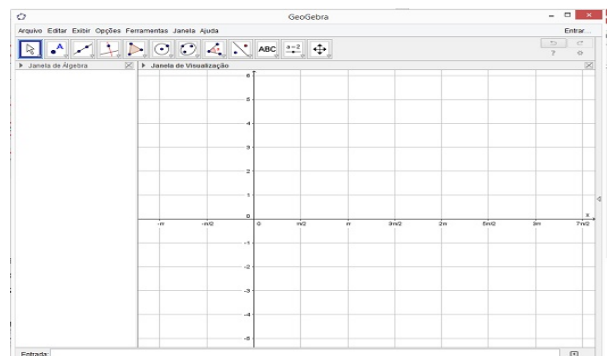 GeoGebra
Arquivo Editar Exibir Opções Ferramentas Janela Ajuda Entrar...
A ABC a=2
Janela de Álgebra Janela de Visualização
6
5
4
3
2
1
0
-π -π/2 0 π/2 π 3π/2 2π 5π/2 3π 7π/2 x
-1
-2
-3
-4
-5
Entrada: